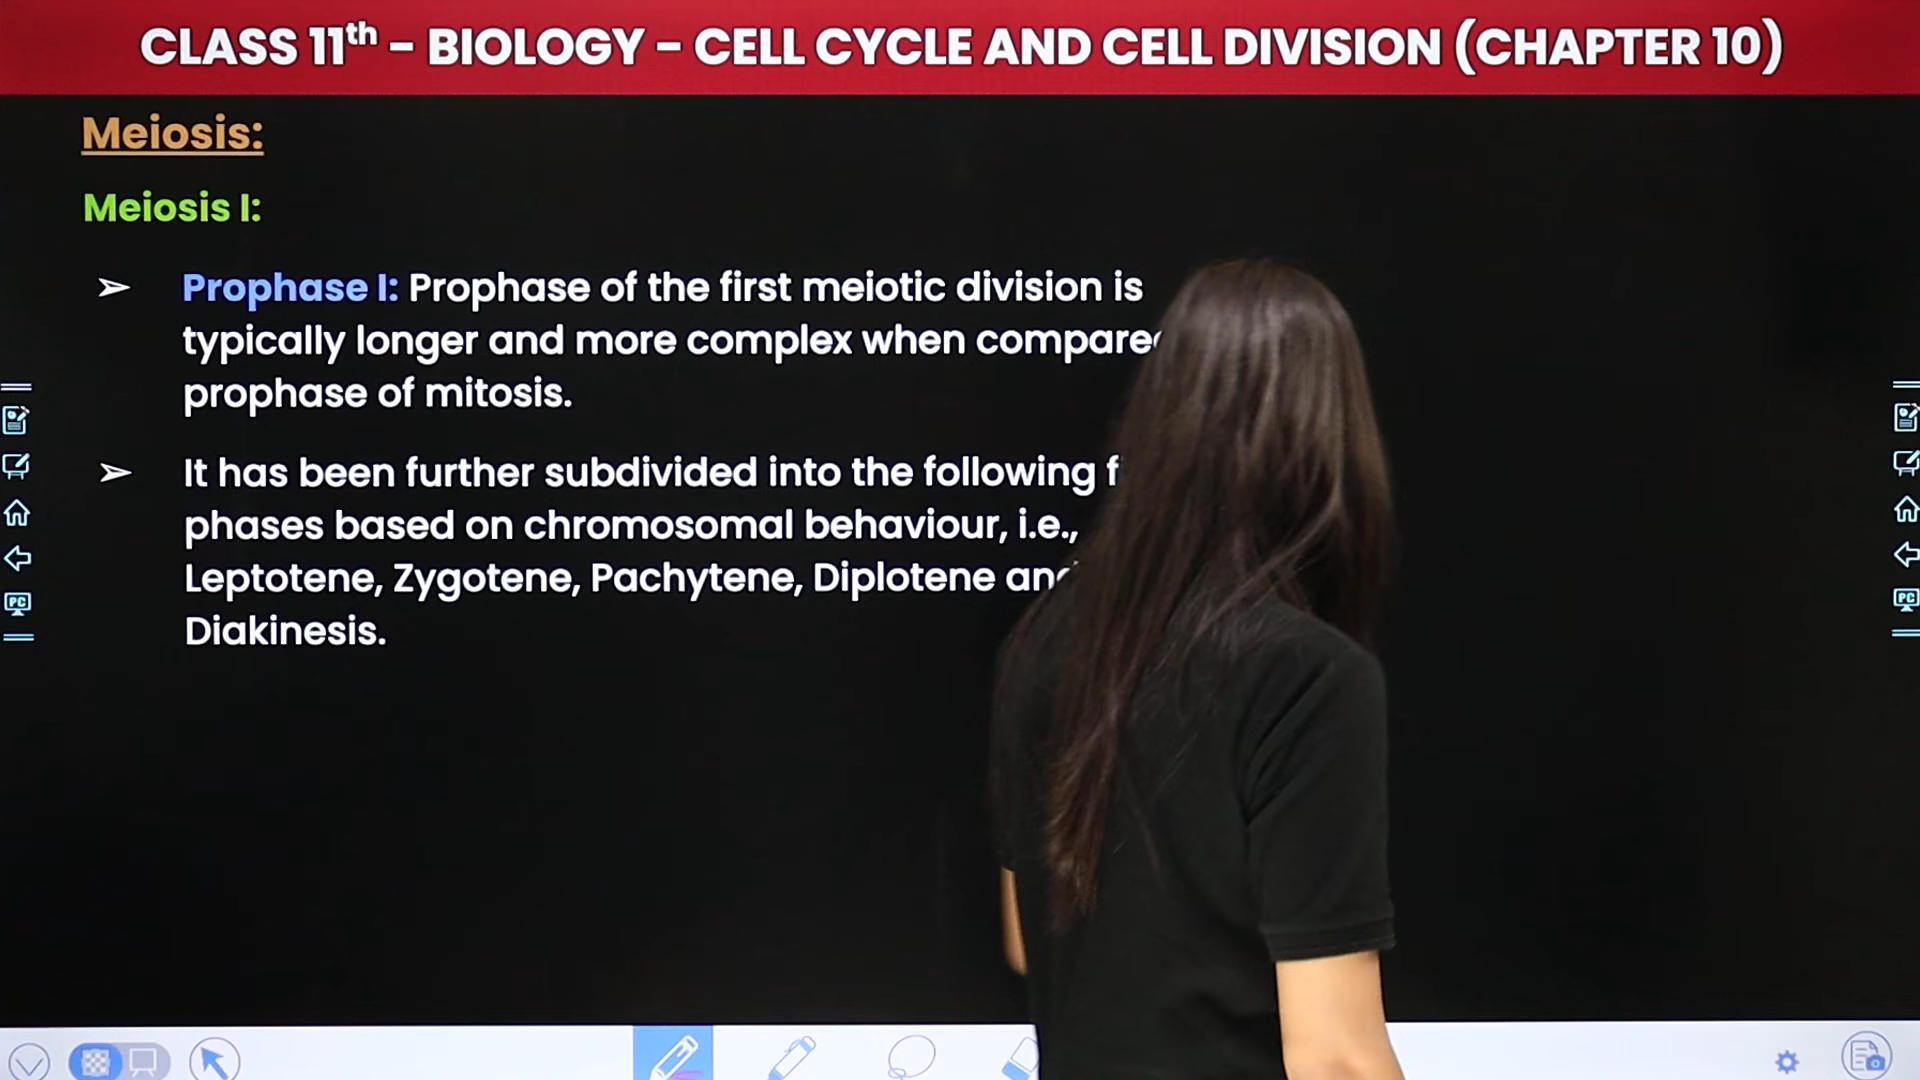 CLASS 11th – BIOLOGY – CELL CYCLE AND CELL DIVISION (CHAPTER 10)
Meiosis:
Meiosis I:
➢ Prophase I: Prophase of the first meiotic division is
typically longer and more complex when
prophase of mitosis.
➢ It has been further subdivided into the following
phases based on chromosomal behaviour, i.e.,
Leptotene, Zygotene, Pachytene, Diplotene
Diakinesis.
PC
PC